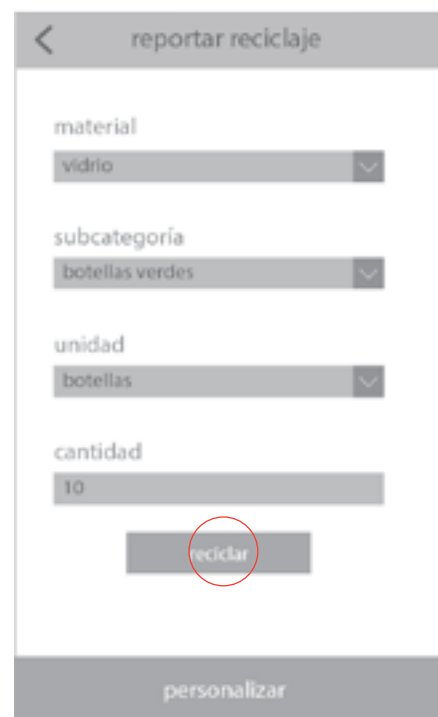 reportar reciclaje
material
vidrio
subcategoría
botellas verdes
unidad
botellas
cantidad
10
reciclar
personalizar